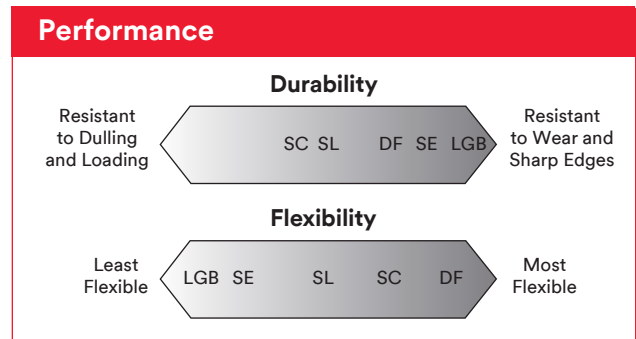 Performance
Durability
Resistant
to Dulling
and Loading
SC SL DF SE LGB
Resistant
to Wear and
Sharp Edges
Flexibility
Least
Flexible
LGB SE SL SC DF
Most
Flexible